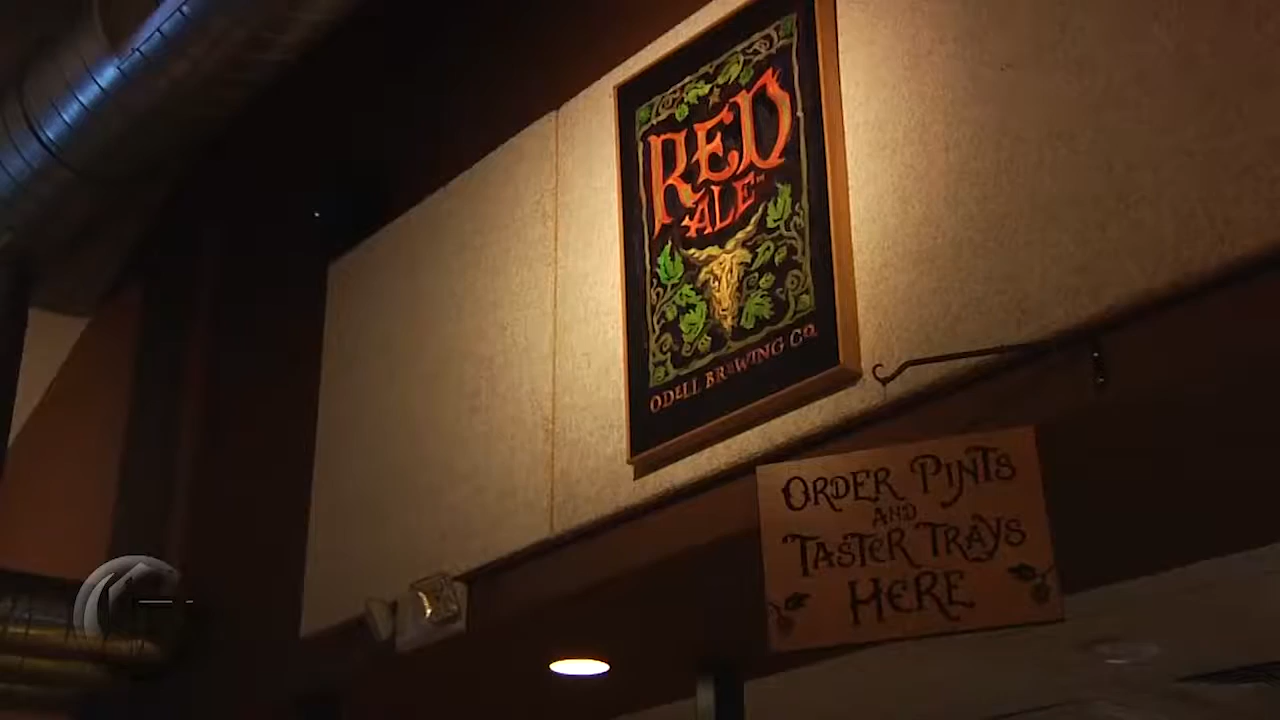 RED
ALE
ODELL BREWING CO.
ORDER PINTS
AND
TASTER TRAYS
HERE